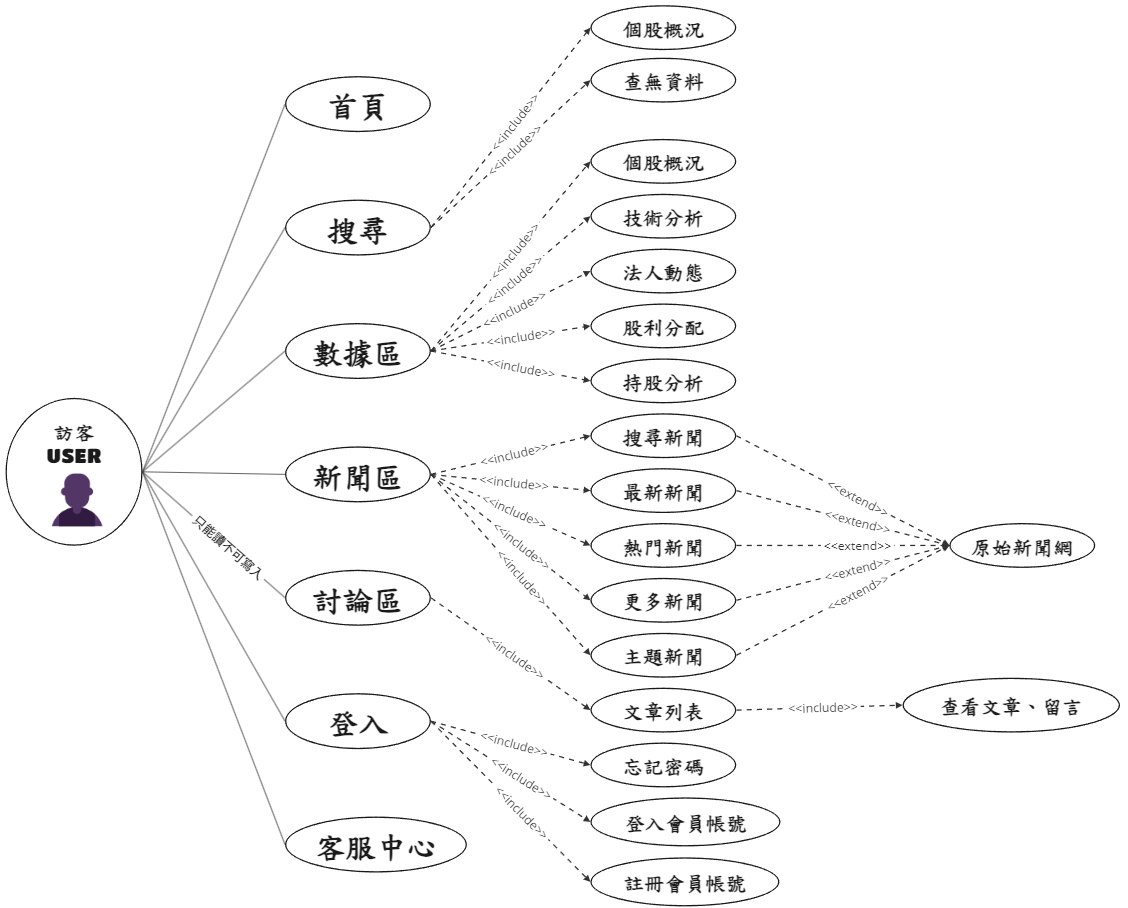 訪客
USER
首頁
搜尋
數據區
新聞區
只能讀不可寫入
討論區
登入
客服中心
<<include>>
個股概況
<<include>>
查無資料
<<include>>
個股概況
<<include>>
技術分析
<<include>>
法人動態
<<include>>
股利分配
<<include>>
持股分析
<<include>>
搜尋新聞
<<include>>
最新新聞
<<include>>
熱門新聞
<<include>>
更多新聞
<<include>>
主題新聞
<<extend>>
<<extend>>
<<extend>>
<<extend>>
<<extend>>
原始新聞網
<<include>>
文章列表
<<include>>
查看文章、留言
<<include>>
忘記密碼
<<include>>
登入會員帳號
<<include>>
註冊會員帳號